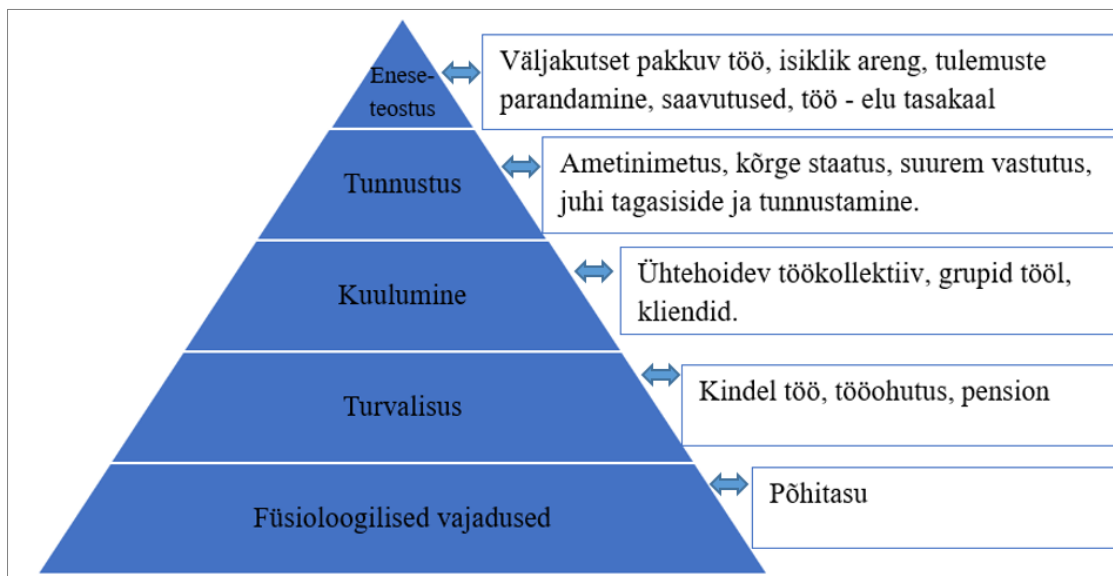 Enese-
teostus
Väljakutset pakkuv töö, isiklik areng, tulemuste
parandamine, saavutused, töö - elu tasakaal
Tunnustus
Ametinimetus, kõrge staatus, suurem vastutus,
juhi tagasiside ja tunnustamine.
Kuulumine
Ühtehoidev töökollektiiv, grupid tööl,
kliendid.
Turvalisus
Kindel töö, tööohutus, pension
Füsioloogilised vajadused
Põhitasu